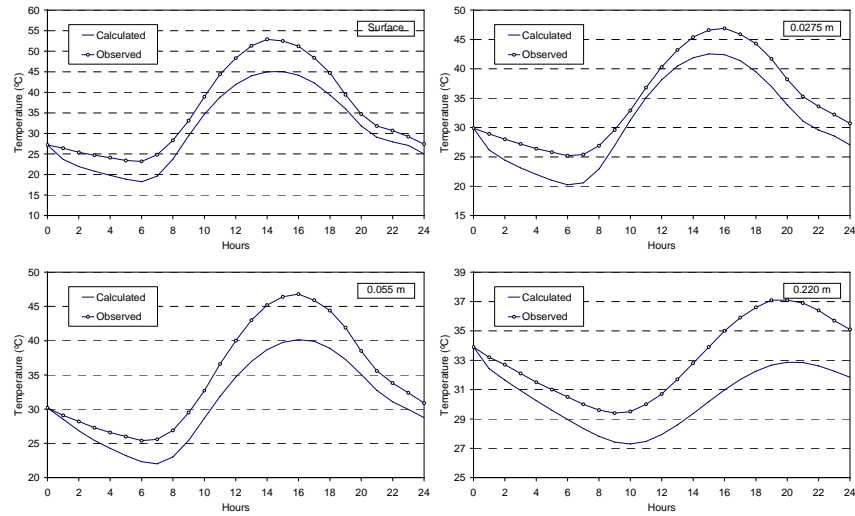 Surface
Calculated
Observed
Temperature (ºC)
60
55
50
45
40
35
30
25
20
15
10
0 2 4 6 8 10 12 14 16 18 20 22 24
Hours
0.0275 m
Calculated
Observed
Temperature (ºC)
50
45
40
35
30
25
20
15
0 2 4 6 8 10 12 14 16 18 20 22 24
Hours
0.055 m
Calculated
Observed
Temperature (ºC)
50
45
40
35
30
25
20
0 2 4 6 8 10 12 14 16 18 20 22 24
Hours
0.220 m
Calculated
Observed
Temperature (ºC)
39
37
35
33
31
29
27
25
0 2 4 6 8 10 12 14 16 18 20 22 24
Hours